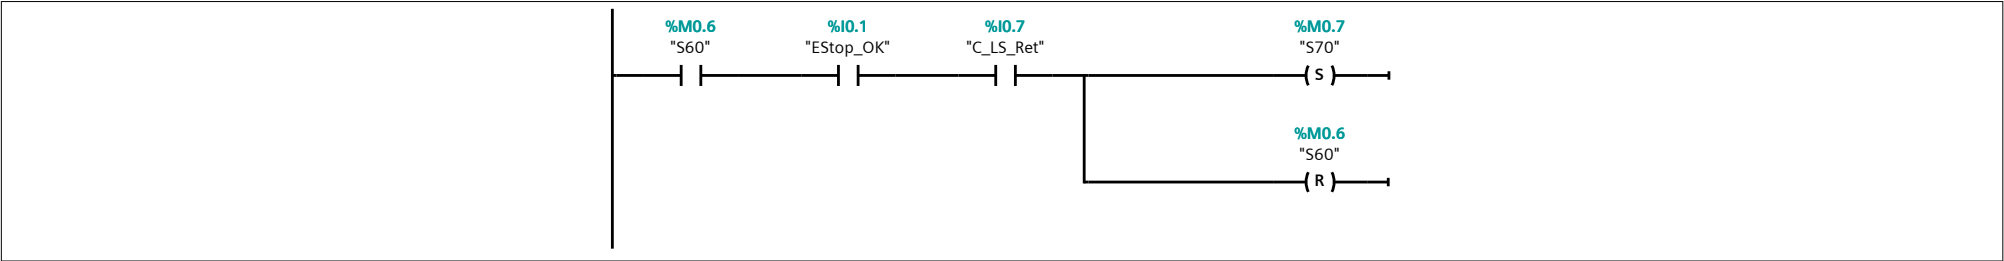 %M0.6 %I0.1 %I0.7 %M0.7
"S60" "EStop_OK" "C_LS_Ret" "S70"
S
%M0.6
"S60"
R